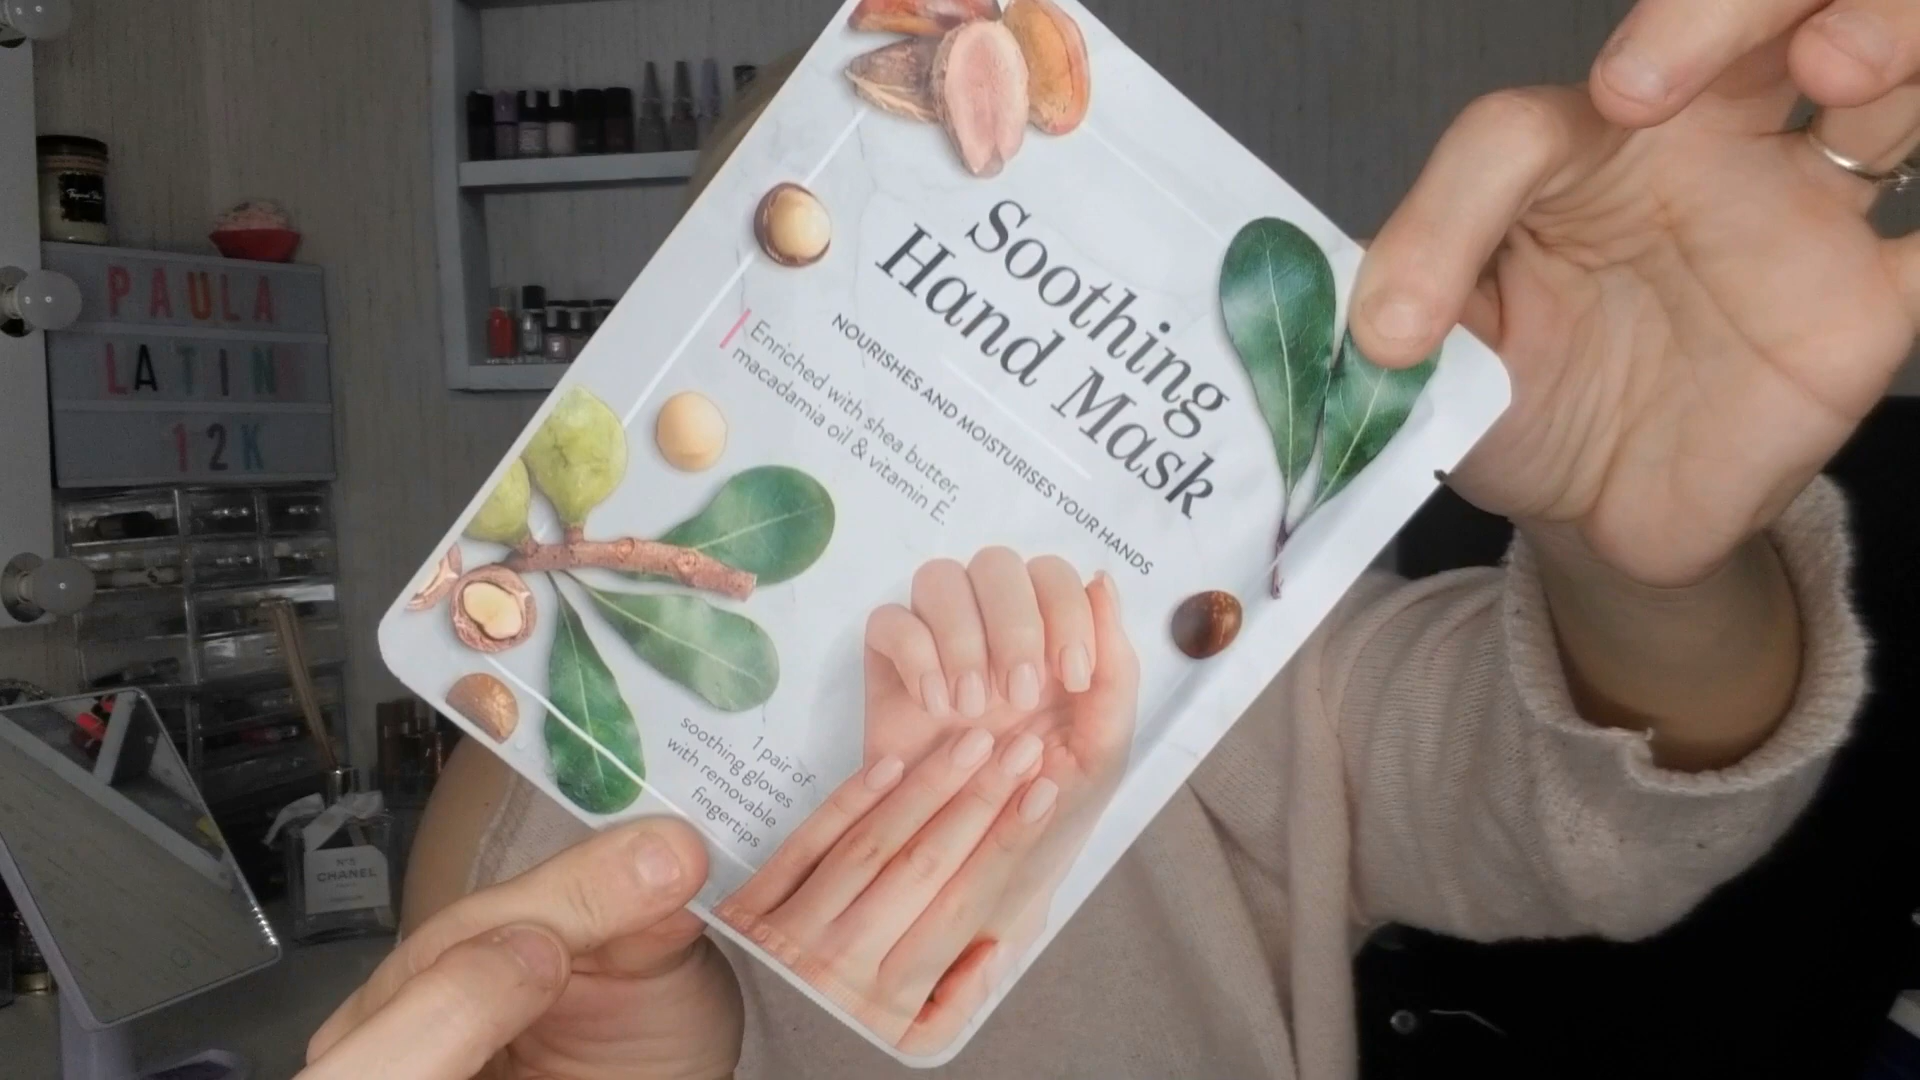 Soothing
Hand Mask
NOURISHES AND MOISTURISES YOUR HANDS
Enriched with shea butter,
macadamia oil & vitamin E.
1 pair of
soothing gloves
with removable
fingertips
PAULA
LATIN
12K
N°5
CHANEL